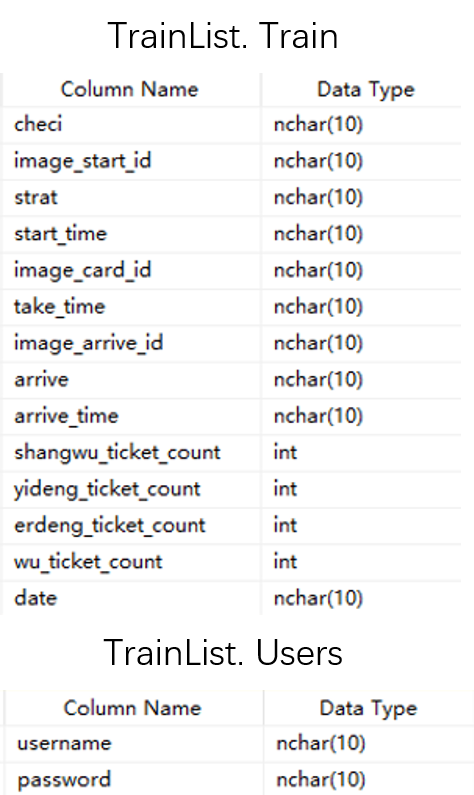 TrainList. Train
Column Name Data Type
checi nchar(10)
image_start_id nchar(10)
strat nchar(10)
start_time nchar(10)
image_card_id nchar(10)
take_time nchar(10)
image_arrive_id nchar(10)
arrive nchar(10)
arrive_time nchar(10)
shangwu_ticket_count int
yideng_ticket_count int
erdeng_ticket_count int
wu_ticket_count int
date nchar(10)
TrainList. Users
Column Name Data Type
username nchar(10)
password nchar(10)